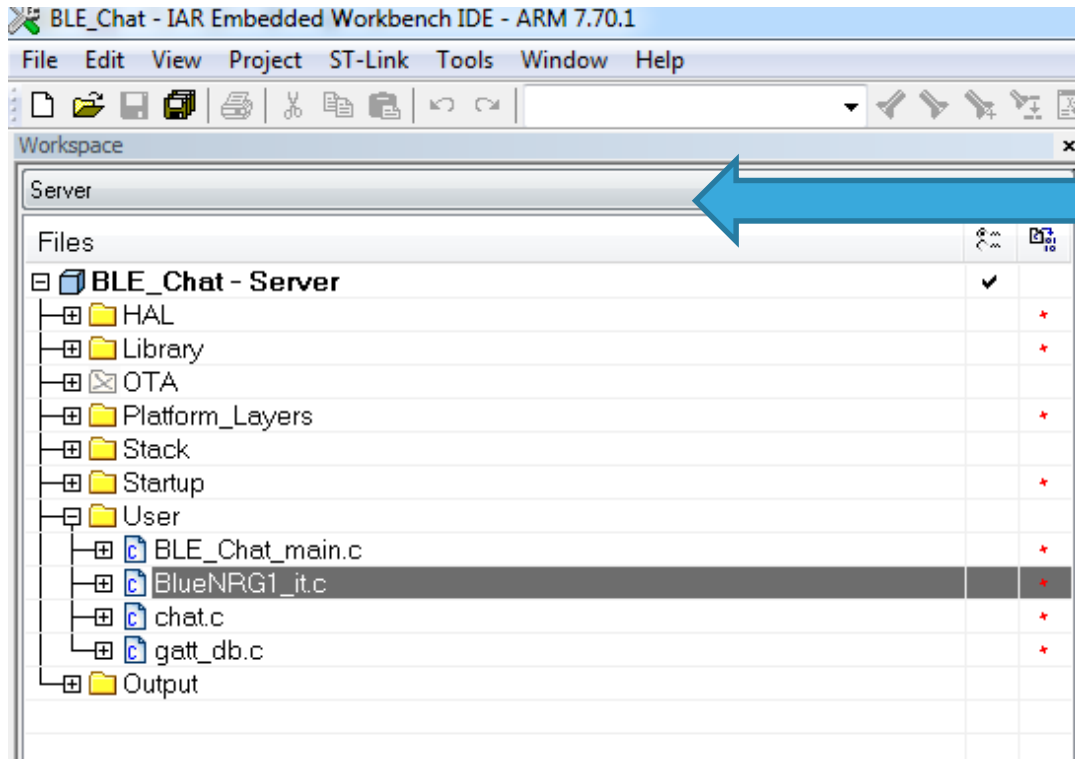 BLE_Chat - IAR Embedded Workbench IDE - ARM 7.70.1
File Edit View Project ST-Link Tools Window Help
Workspace
Server
Files
BLE_Chat - Server
HAL
Library
OTA
Platform_Layers
Stack
Startup
User
BLE_Chat_main.c
BlueNRG1_it.c
chat.c
gatt_db.c
Output